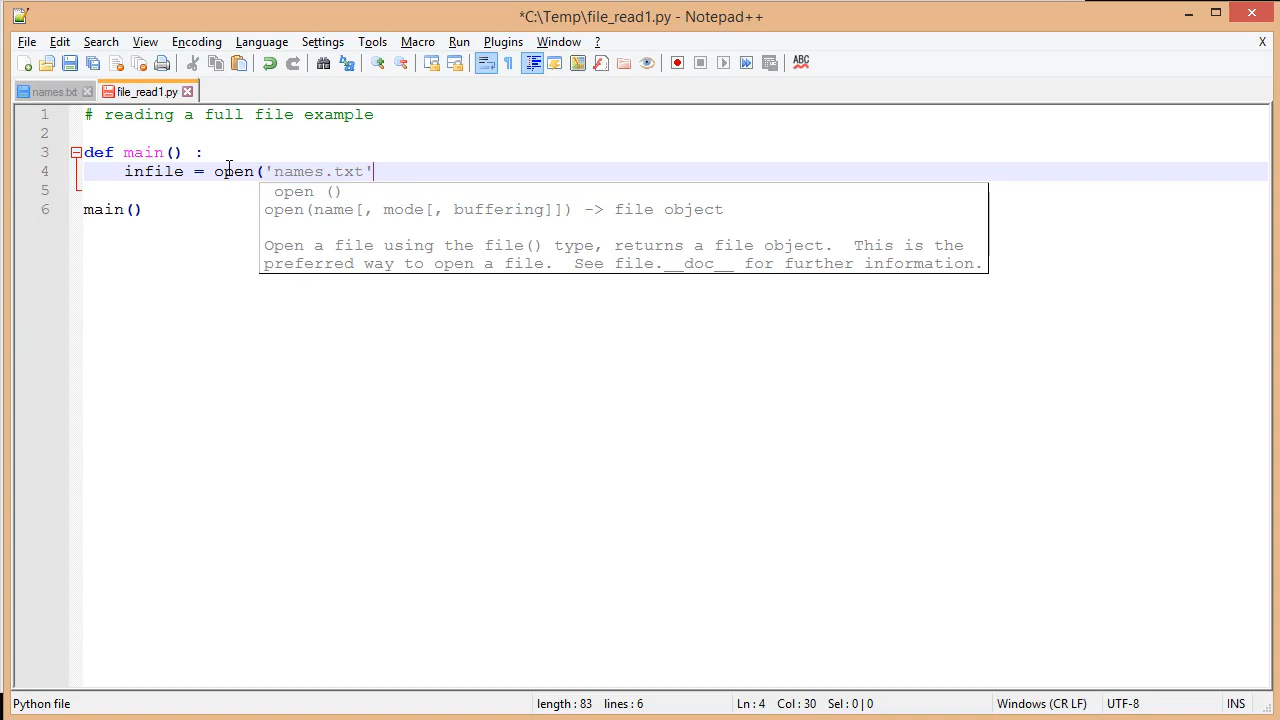 *C:\Temp\file_read1.py - Notepad++
File Edit Search View Encoding Language Settings Tools Macro Run Plugins Window ? X
ABC
names.txt file_read1.py
1 # reading a full file example
2
3 def main() :
4 infile = open('names.txt'
open ()
5
open(name[, mode[, buffering]]) -> file object
6 main()
Open a file using the file() type, returns a file object.  This is the
preferred way to open a file.  See file.__doc__ for further information.
Python file length : 83 lines : 6 Ln : 4 Col : 30 Sel : 0 | 0 Windows (CR LF) UTF-8 INS